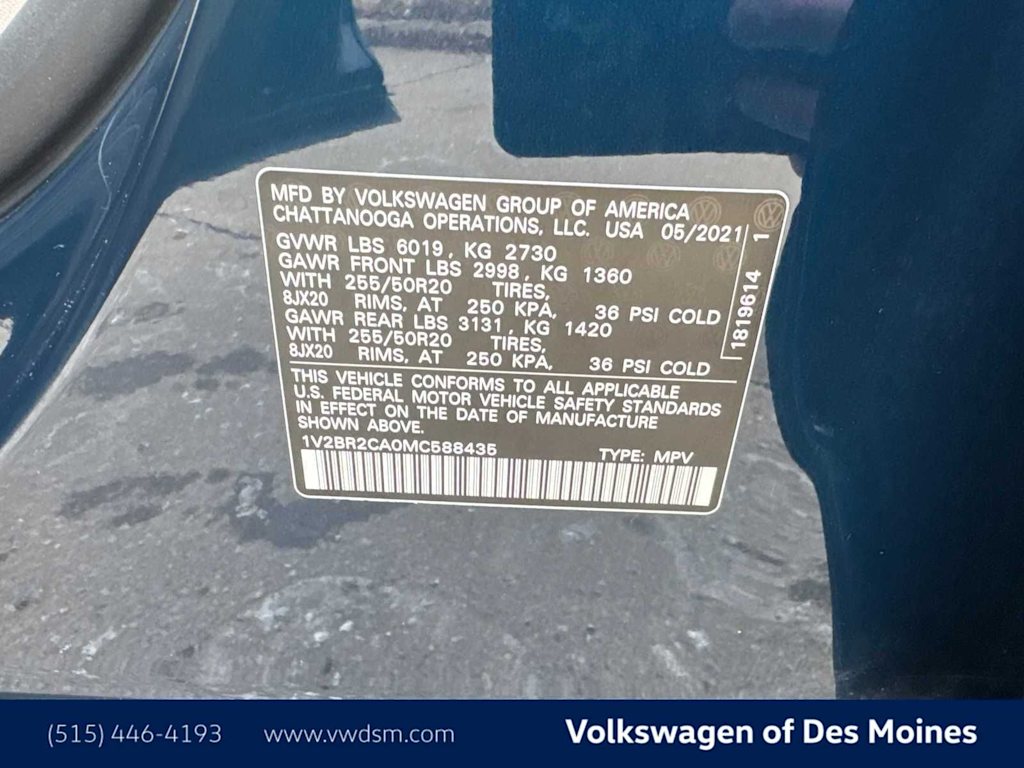 MFD BY VOLKSWAGEN GROUP OF AMERICA
CHATTANOOGA OPERATIONS, LLC. USA 05/2021
GVWR LBS 6019, KG 2730
GAWR FRONT LBS 2998, KG 1360
WITH 255/50R20 TIRES,
8JX20 RIMS, AT 250 KPA, 36 PSI COLD
GAWR REAR LBS 3131, KG 1420
WITH 255/50R20 TIRES,
8JX20 RIMS, AT 250 KPA, 36 PSI COLD
1819614 1
THIS VEHICLE CONFORMS TO ALL APPLICABLE
U.S. FEDERAL MOTOR VEHICLE SAFETY STANDARDS
IN EFFECT ON THE DATE OF MANUFACTURE
SHOWN ABOVE.
1V2BR2CA0MC588435 TYPE: MPV
(515) 446-4193 www.vwdsm.com Volkswagen of Des Moines